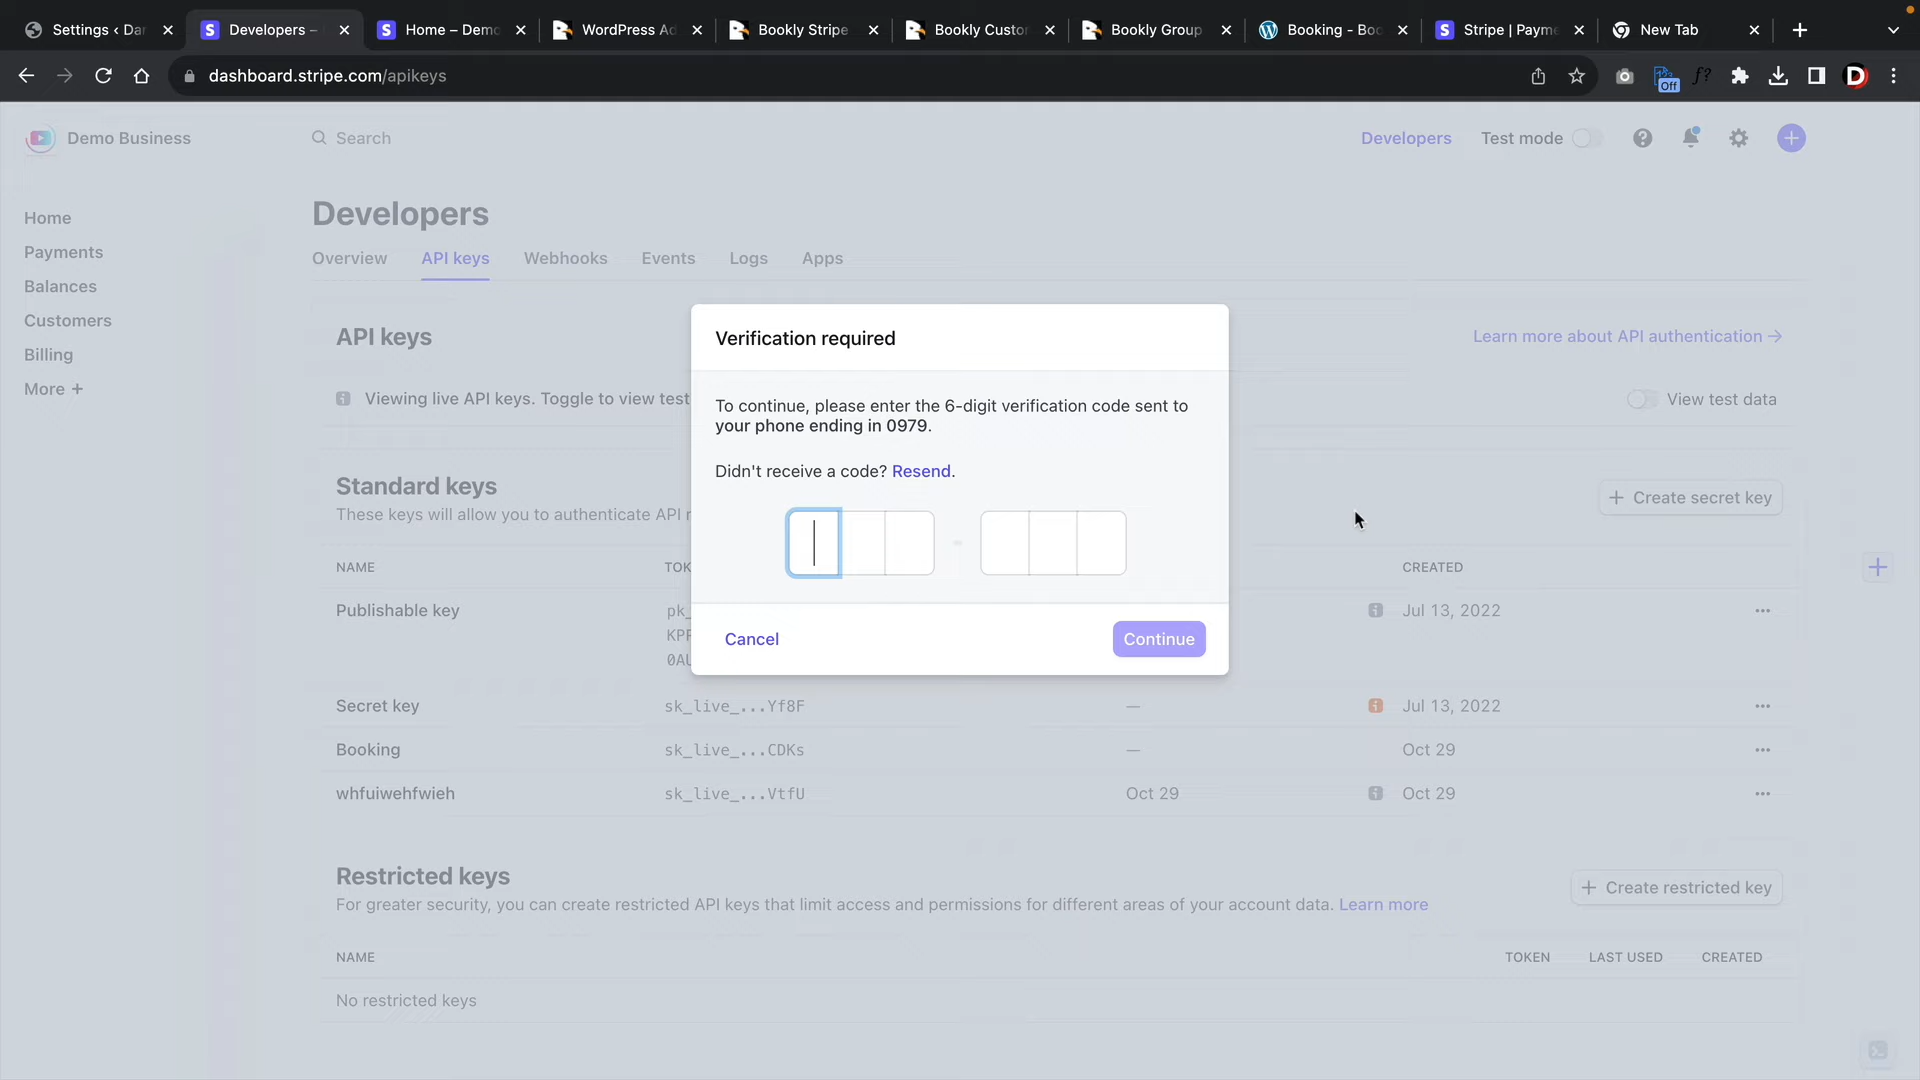 Settings ‹ Da
Developers –
Home – Demo
WordPress Ad
Bookly Stripe
Bookly Custo
Bookly Group
Booking - Boo
Stripe | Payme
New Tab
dashboard.stripe.com/apikeys
Off
f?
D
Demo Business
Search
Developers
Test mode
Home
Payments
Balances
Customers
Billing
More +
Developers
Overview
API keys
Webhooks
Events
Logs
Apps
API keys
Learn more about API authentication →
Viewing live API keys. Toggle to view test
View test data
Standard keys
These keys will allow you to authenticate API r
+ Create secret key
NAME
TOK
CREATED
Publishable key
pk_
KPF
0AU
Jul 13, 2022
Secret key
sk_live_...Yf8F
—
Jul 13, 2022
Booking
sk_live_...CDKs
—
Oct 29
whfuiwehfwieh
sk_live_...VtfU
Oct 29
Oct 29
Verification required
To continue, please enter the 6-digit verification code sent to
your phone ending in 0979.
Didn't receive a code? Resend.
-
Cancel
Continue
Restricted keys
For greater security, you can create restricted API keys that limit access and permissions for different areas of your account data. Learn more
+ Create restricted key
NAME
TOKEN
LAST USED
CREATED
No restricted keys